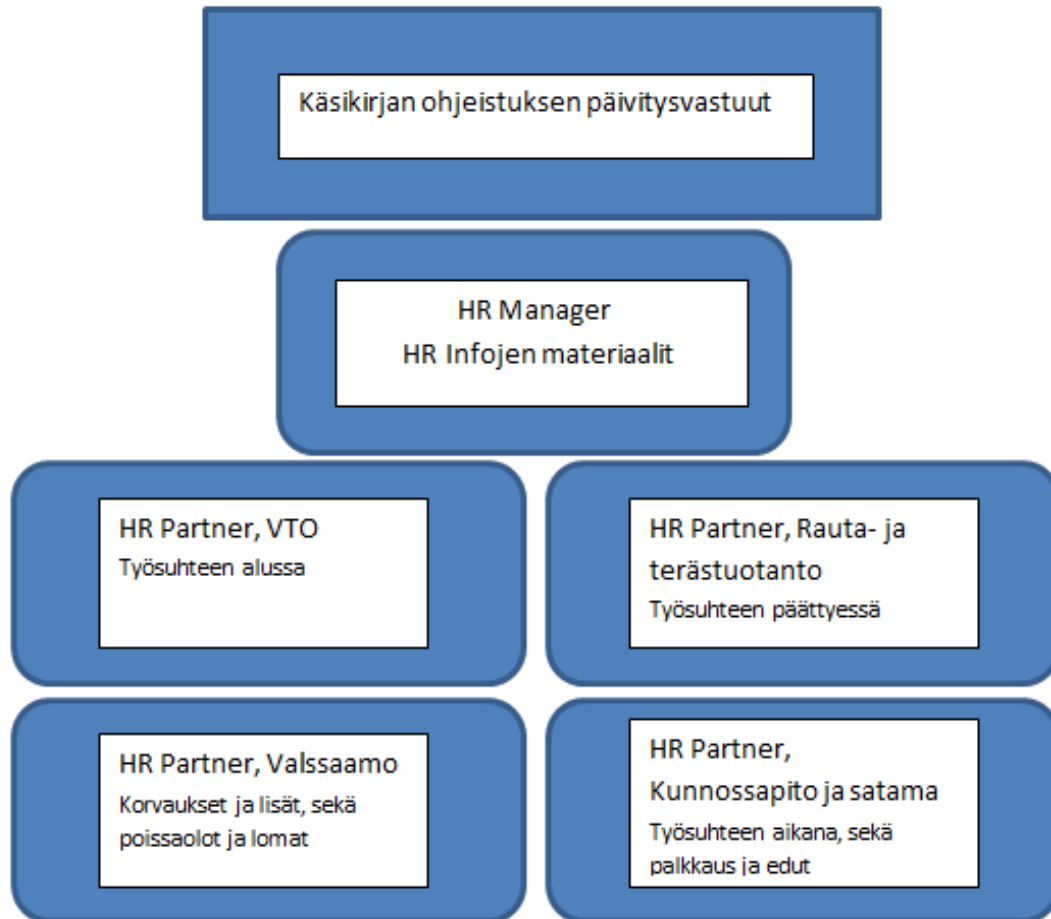 Käsikirjan ohjeistuksen päivitysvastuut
HR Manager
HR Infojen materiaalit
HR Partner, VTO
Työsuhteen alussa
HR Partner, Rauta- ja
terästuotanto
Työsuhteen päättyessä
HR Partner, Valssaamo
Korvaukset ja lisät, sekä
poissaolot ja lomat
HR Partner,
Kunnossapito ja satama
Työsuhteen aikana, sekä
palkkaus ja edut